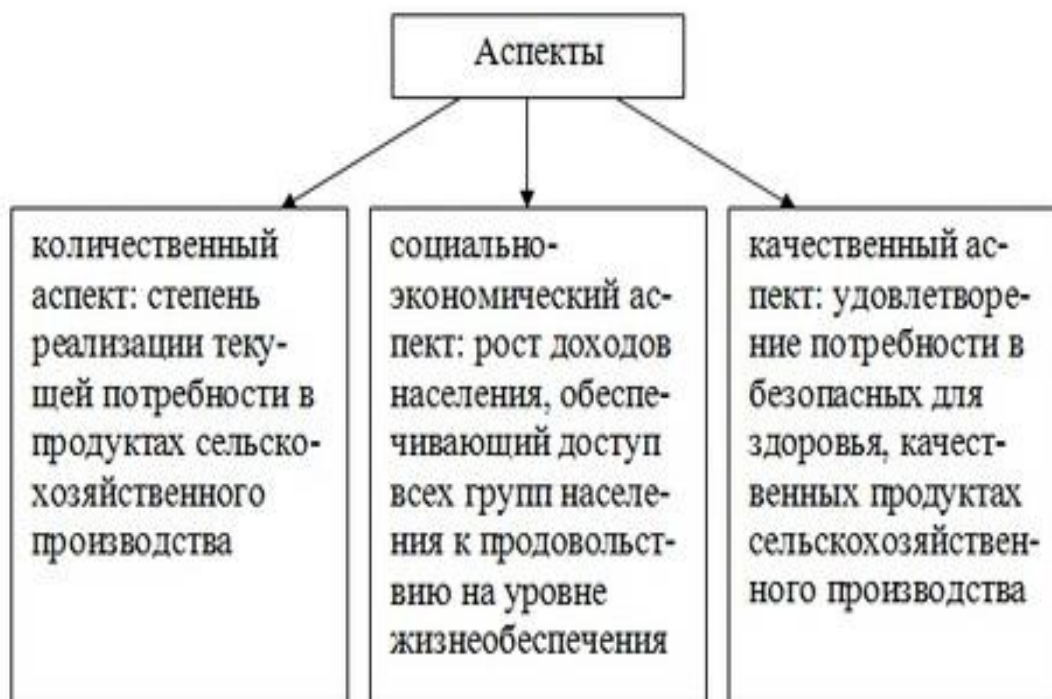 Аспекты
количественный
аспект: степень
реализации теку-
щей потребности в
продуктах сельско-
хозяйственного
производства
социально-
экономический ас-
пект: рост доходов
населения, обеспе-
чивающий доступ
всех групп населе-
ния к продовольст-
вию на уровне
жизнеобеспечения
качественный ас-
пект: удовлетворе-
ние потребности в
безопасных для
здоровья, качест-
венных продуктах
сельскохозяйствен-
ного производства